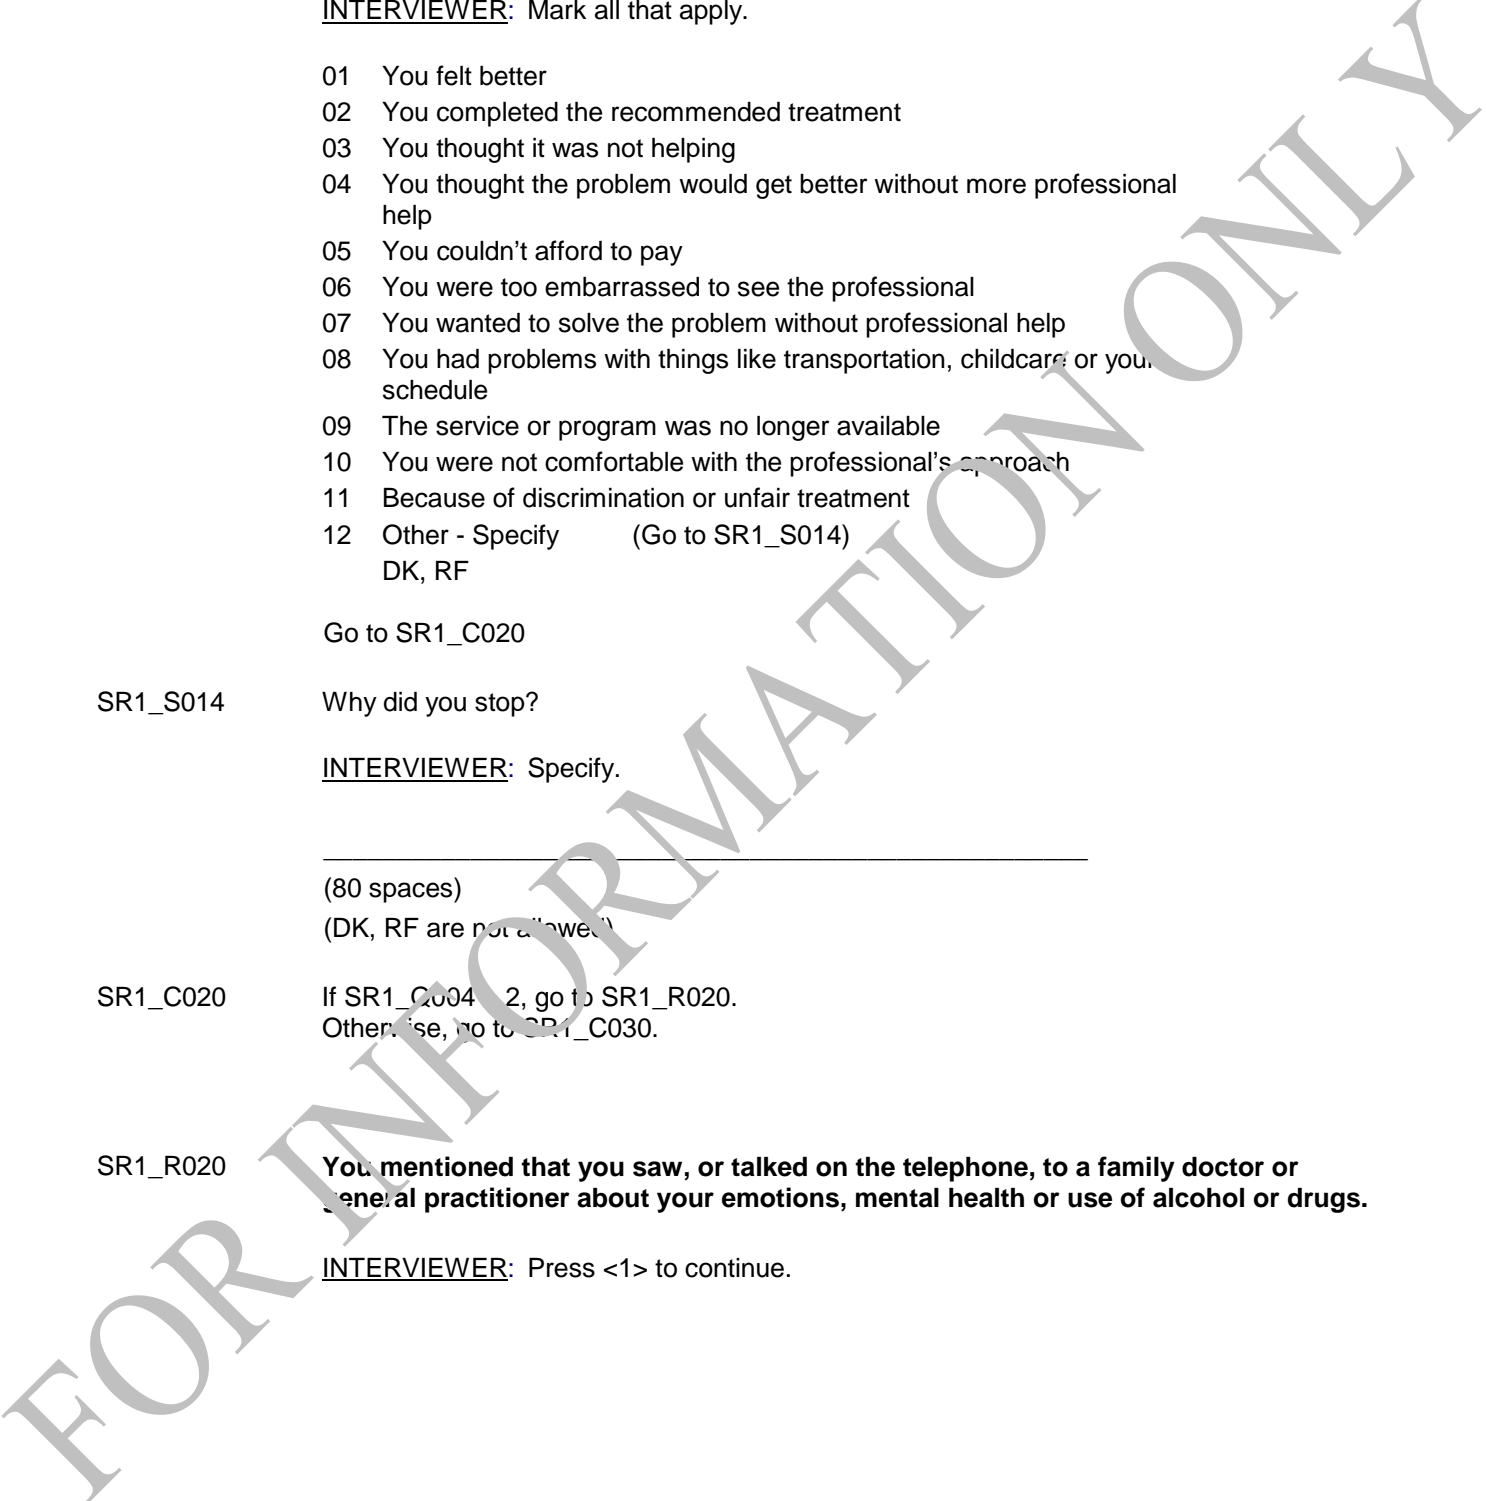 INTERVIEWER: Mark all that apply.
01 You felt better
02 You completed the recommended treatment
03 You thought it was not helping
04 You thought the problem would get better without more professional
help
05 You couldn’t afford to pay
06 You were too embarrassed to see the professional
07 You wanted to solve the problem without professional help
08 You had problems with things like transportation, childcare or your
schedule
09 The service or program was no longer available
10 You were not comfortable with the professional’s approach
11 Because of discrimination or unfair treatment
12 Other - Specify (Go to SR1_S014)
DK, RF
Go to SR1_C020
SR1_S014 Why did you stop?
INTERVIEWER: Specify.
(80 spaces)
(DK, RF are not allowed)
SR1_C020 If SR1_Q004 2, go to SR1_R020.
Otherwise, go to SR1_C030.
SR1_R020 You mentioned that you saw, or talked on the telephone, to a family doctor or
general practitioner about your emotions, mental health or use of alcohol or drugs.
INTERVIEWER: Press <1> to continue.
FOR INFORMATION ONLY